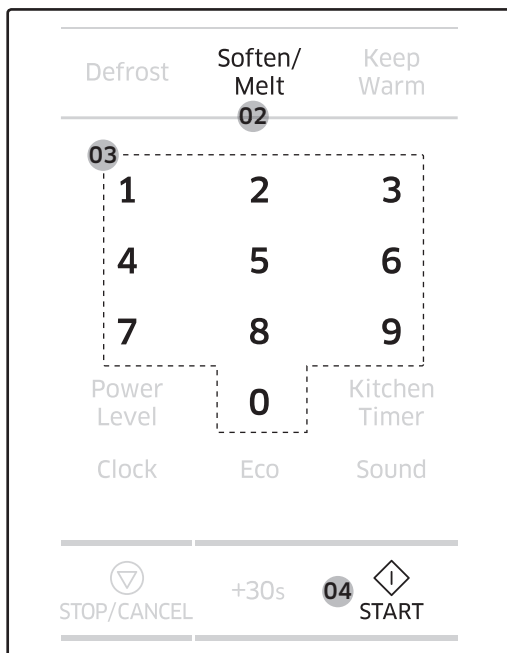 Defrost Soften/ Keep
Melt Warm
02
03
1 2 3
4 5 6
7 8 9
Power 0 Kitchen
Level Timer
Clock Eco Sound
STOP/CANCEL +30s 04 START